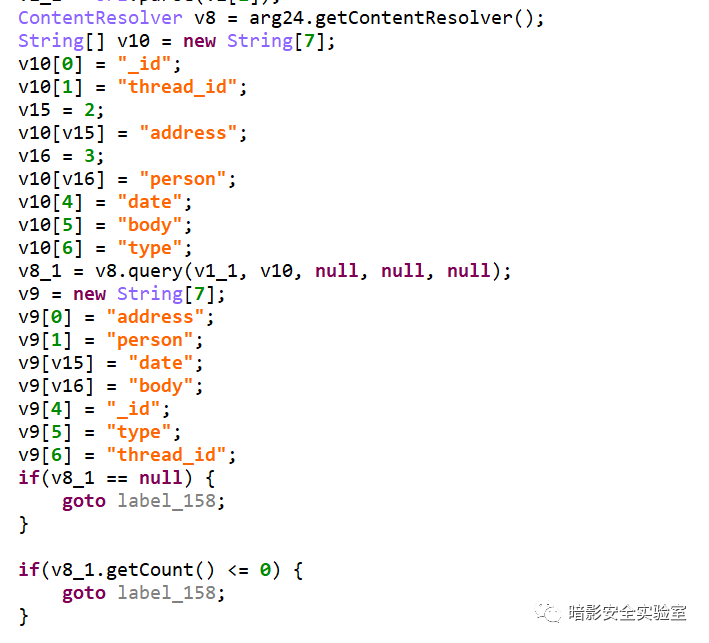 ContentResolver v8 = arg24.getContentResolver();
String[] v10 = new String[7];
v10[0] = "_id";
v10[1] = "thread_id";
v15 = 2;
v10[v15] = "address";
v16 = 3;
v10[v16] = "person";
v10[4] = "date";
v10[5] = "body";
v10[6] = "type";
v8_1 = v8.query(v1_1, v10, null, null, null);
v9 = new String[7];
v9[0] = "address";
v9[1] = "person";
v9[v15] = "date";
v9[v16] = "body";
v9[4] = "_id";
v9[5] = "type";
v9[6] = "thread_id";
if(v8_1 == null) {
    goto label_158;
}
if(v8_1.getCount() <= 0) {
    goto label_158;
}
暗影安全实验室